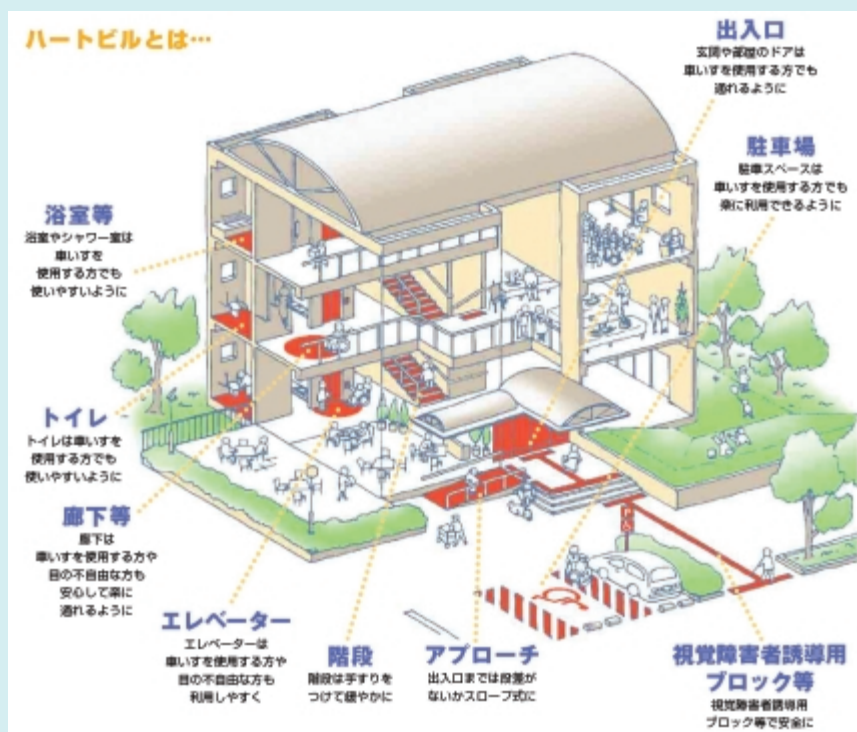 ハートビルとは…
出入口
玄関や部屋のドアは
車いすを使用する方でも
通れるように
駐車場
駐車スペースは
車いすを使用する方でも
楽に利用できるように
浴室等
浴室やシャワー室は
車いすを
使用する方でも
使いやすいように
トイレ
トイレは車いすを
使用する方でも
使いやすいように
廊下等
廊下は
車いすを使用する方や
目の不自由な方も
安心して楽に
通れるように
エレベーター
エレベーターは
車いすを使用する方や
目の不自由な方も
利用しやすく
階段
階段は手すりを
つけて緩やかに
アプローチ
出入口までは段差が
ないかスロープ式に
視覚障害者誘導用
ブロック等
視覚障害者誘導用
ブロック等で安全に
P